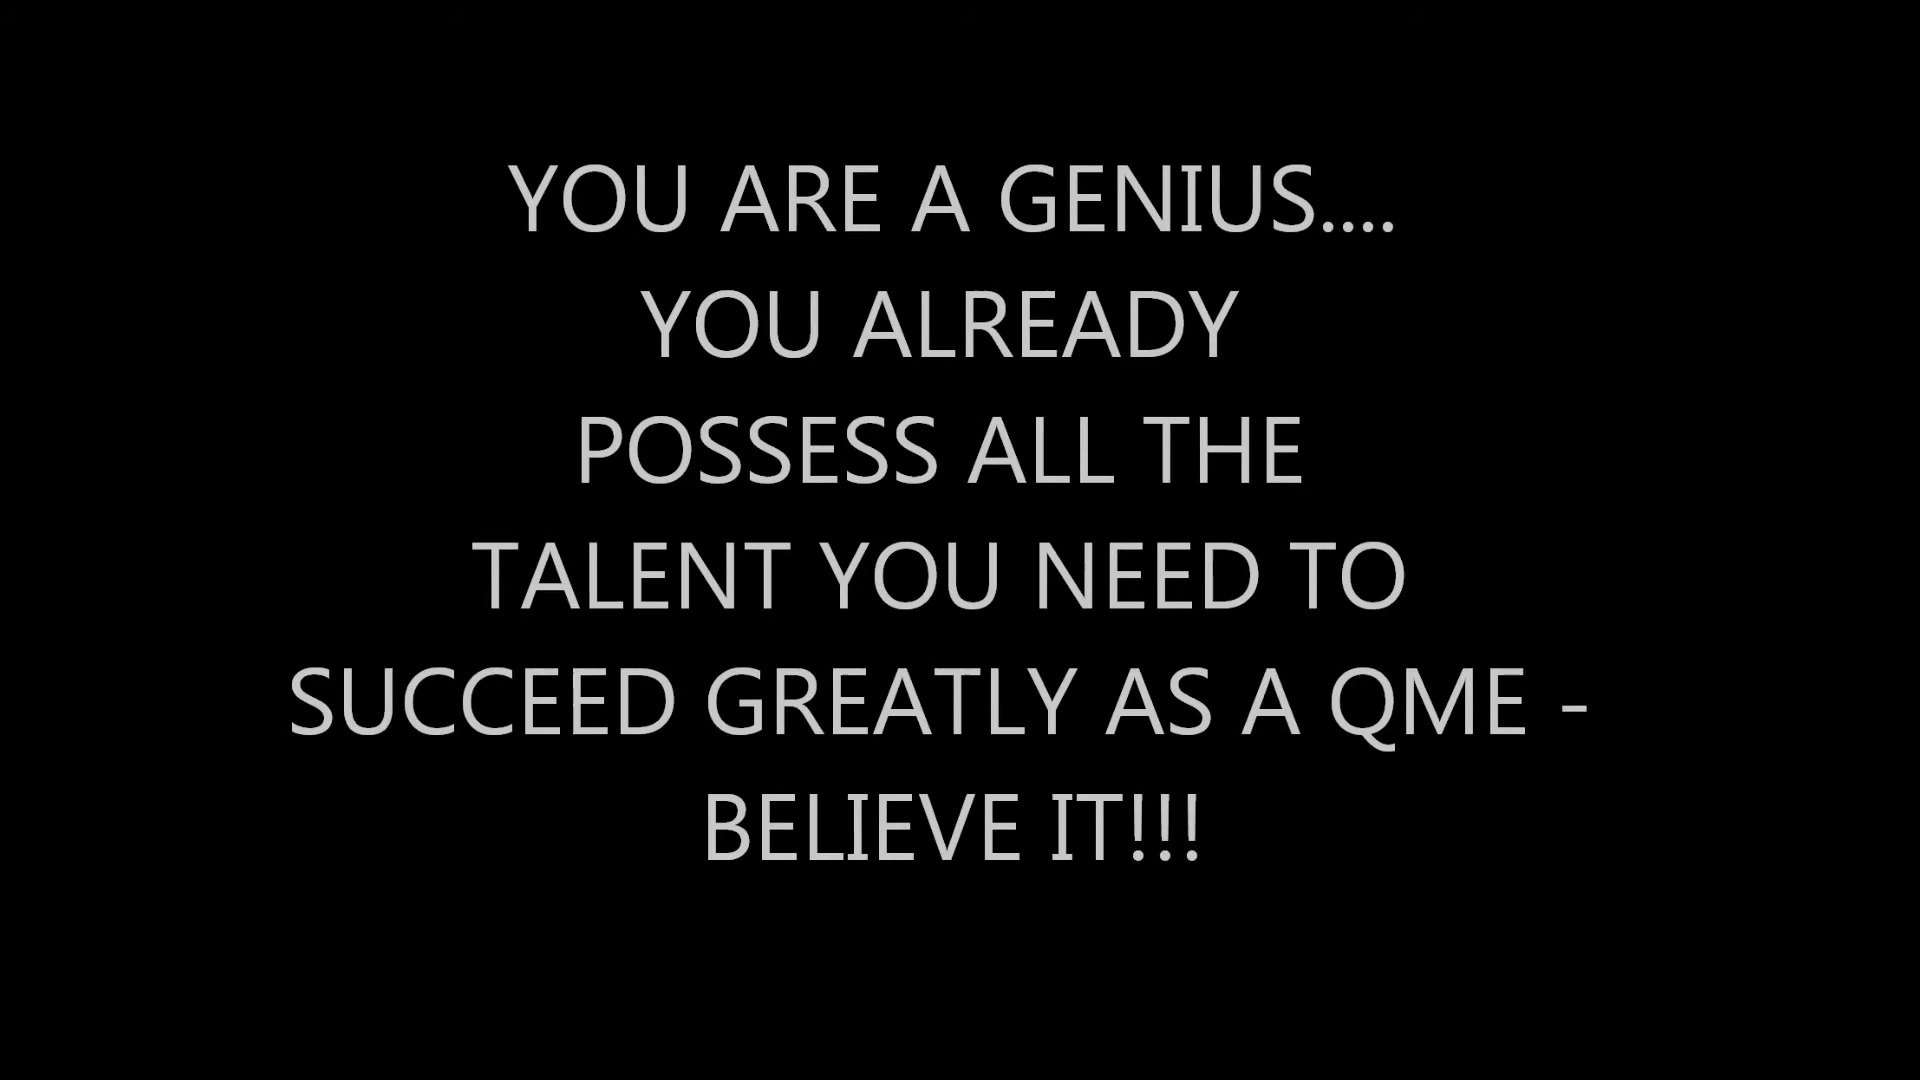 YOU ARE A GENIUS....
YOU ALREADY
POSSESS ALL THE
TALENT YOU NEED TO
SUCCEED GREATLY AS A QME -
BELIEVE IT!!!